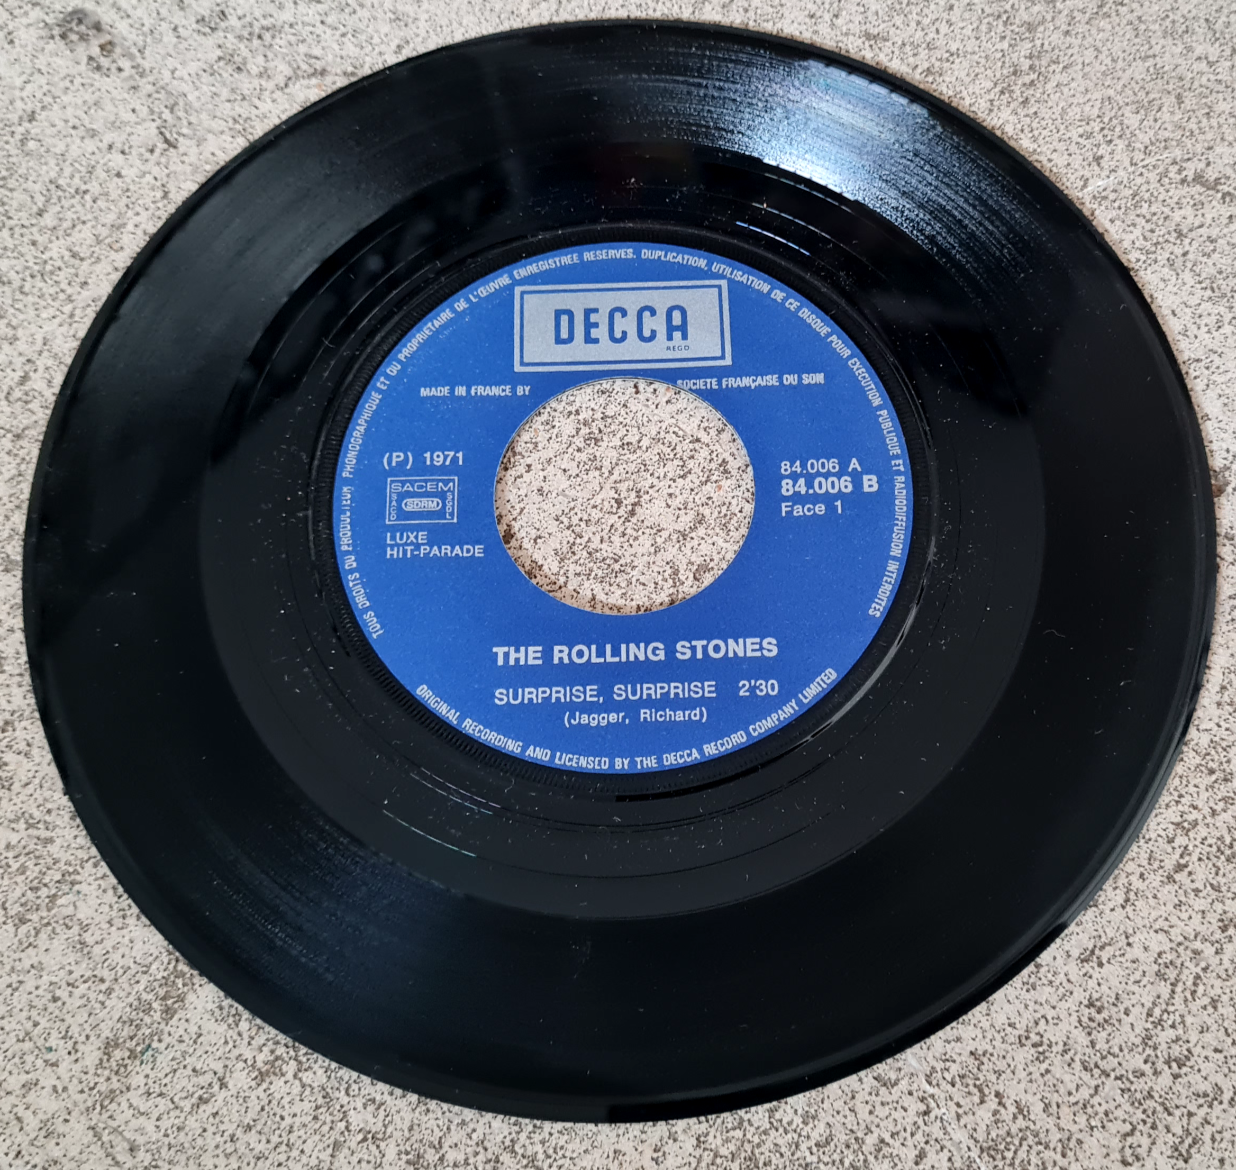 TOUS DROITS DU PRODUCTEUR PHONOGRAPHIQUE ET DU PROPRIETAIRE DE L'ŒUVRE ENREGISTREE RESERVES. DUPLICATION, UTILISATION DE CE DISQUE POUR EXECUTION PUBLIQUE ET RADIODIFFUSION INTERDITES
DECCA
REGD
MADE IN FRANCE BY SOCIETE FRANÇAISE DU SON
(P) 1971
SACEM
SACD SDRM SGDL
LUXE
HIT-PARADE
84.006 A
84.006 B
Face 1
THE ROLLING STONES
SURPRISE, SURPRISE 2'30
(Jagger, Richard)
ORIGINAL RECORDING AND LICENSED BY THE DECCA RECORD COMPANY LIMITED